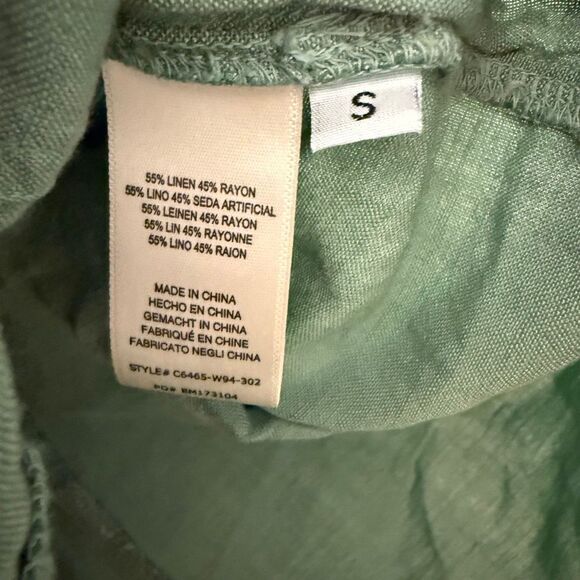 55% LINEN 45% RAYON
55% LINO 45% SEDA ARTIFICIAL
55% LEINEN 45% RAYON
55% LIN 45% RAYONNE
55% LINO 45% RAION
MADE IN CHINA
HECHO EN CHINA
GEMACHT IN CHINA
FABRIQUÉ EN CHINE
FABRICATO NEGLI CHINA
STYLE# C6465-W94-302
PO# BM173104
S